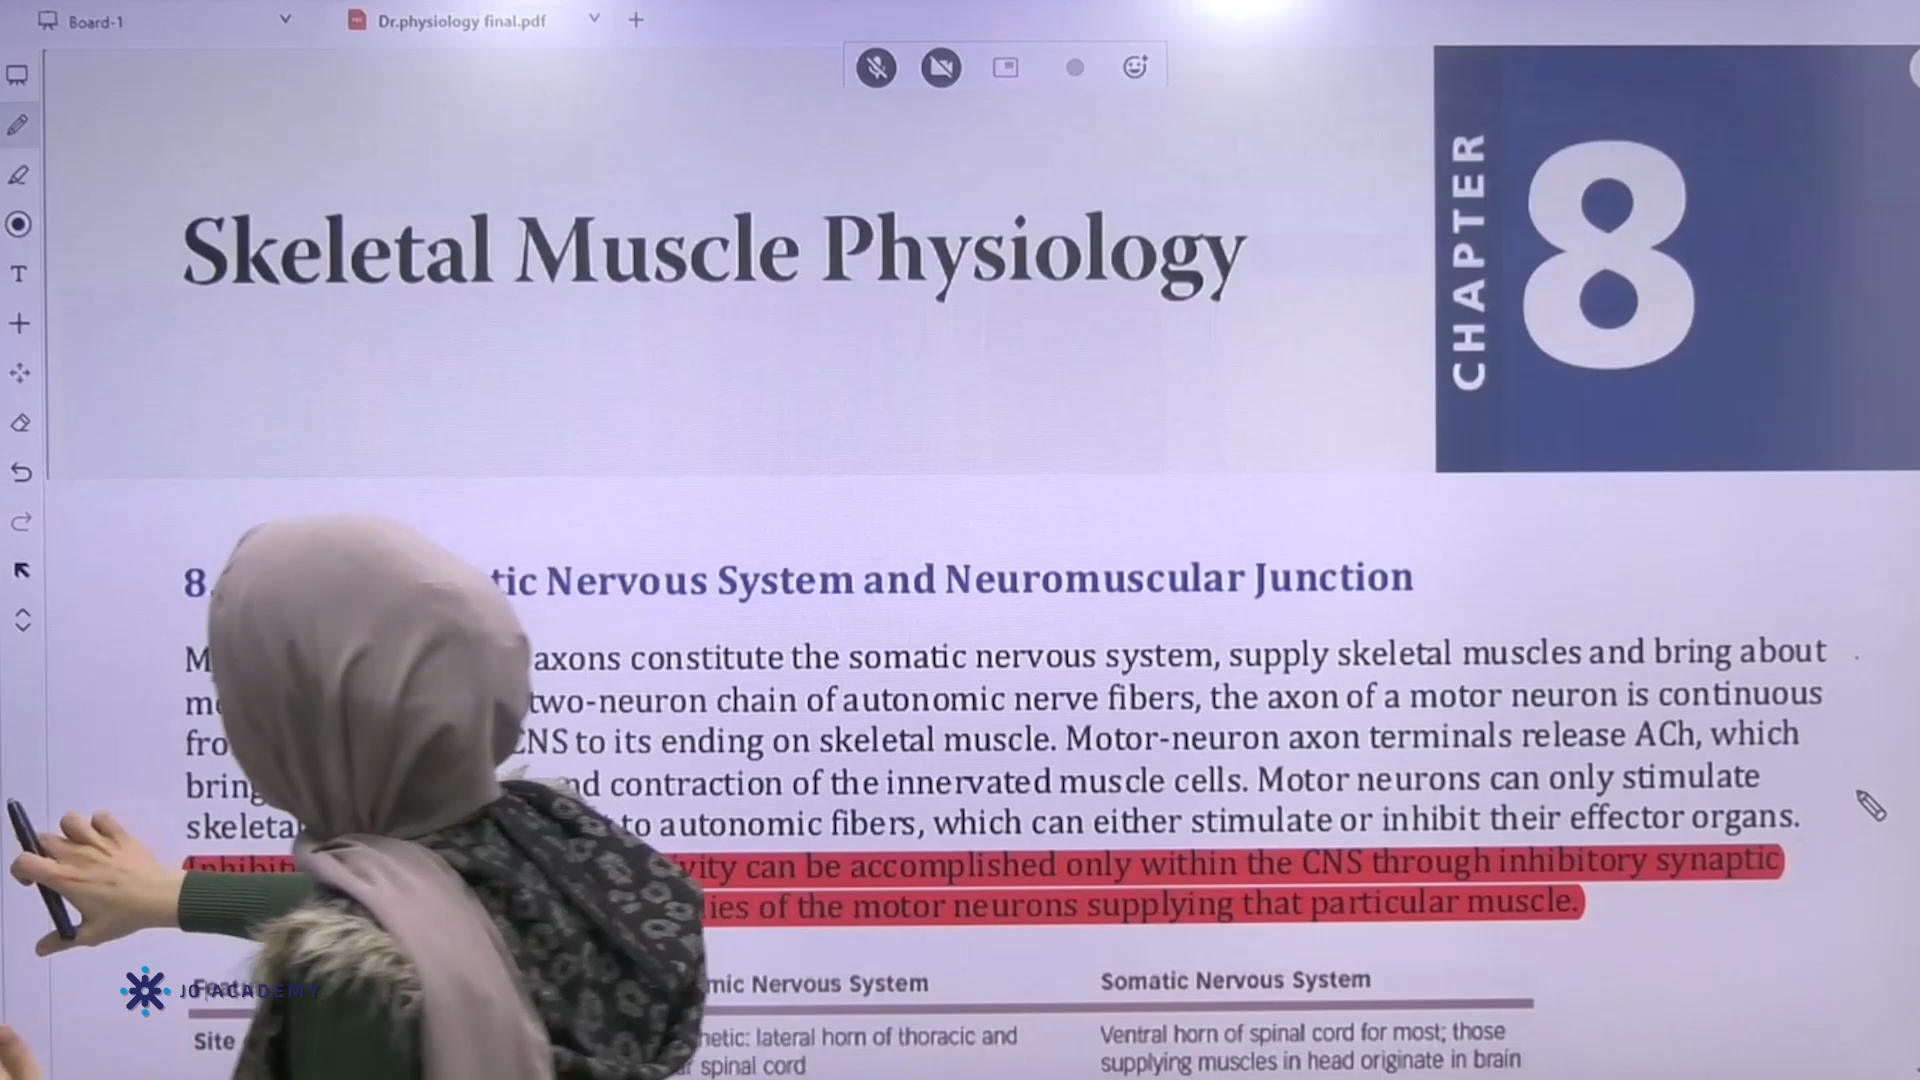 Board-1
Dr.physiology final.pdf
T
Skeletal Muscle Physiology
CHAPTER
8
8. tic Nervous System and Neuromuscular Junction
axons constitute the somatic nervous system, supply skeletal muscles and bring about
two-neuron chain of autonomic nerve fibers, the axon of a motor neuron is continuous
CNS to its ending on skeletal muscle. Motor-neuron axon terminals release ACh, which
bring nd contraction of the innervated muscle cells. Motor neurons can only stimulate
skeletal to autonomic fibers, which can either stimulate or inhibit their effector organs.
vity can be accomplished only within the CNS through inhibitory synaptic
lies of the motor neurons supplying that particular muscle.
mic Nervous System
Somatic Nervous System
JO ACADEMY
Site
netic: lateral horn of thoracic and
spinal cord
Ventral horn of spinal cord for most; those
supplying muscles in head originate in brain